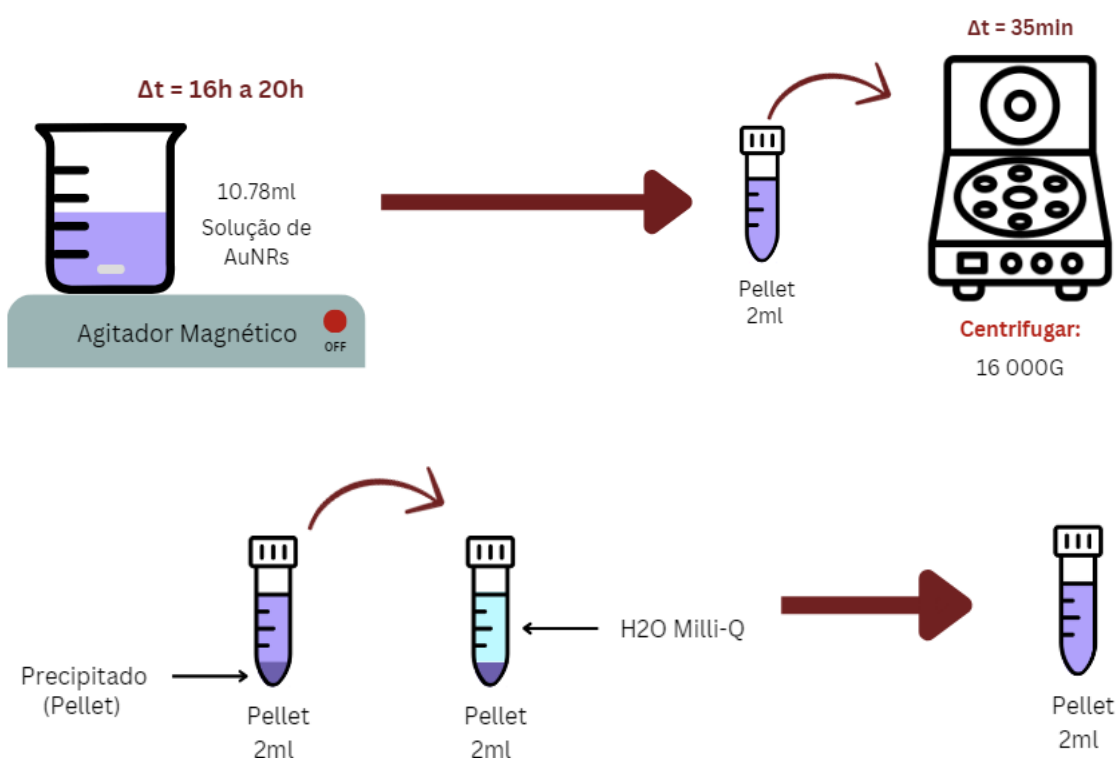 Δt = 16h a 20h
10.78ml
Solução de
AuNRs
Agitador Magnético
OFF
Pellet
2ml
Δt = 35min
Centrifugar:
16 000G
Precipitado
(Pellet)
Pellet
2ml
Pellet
2ml
H2O Milli-Q
Pellet
2ml